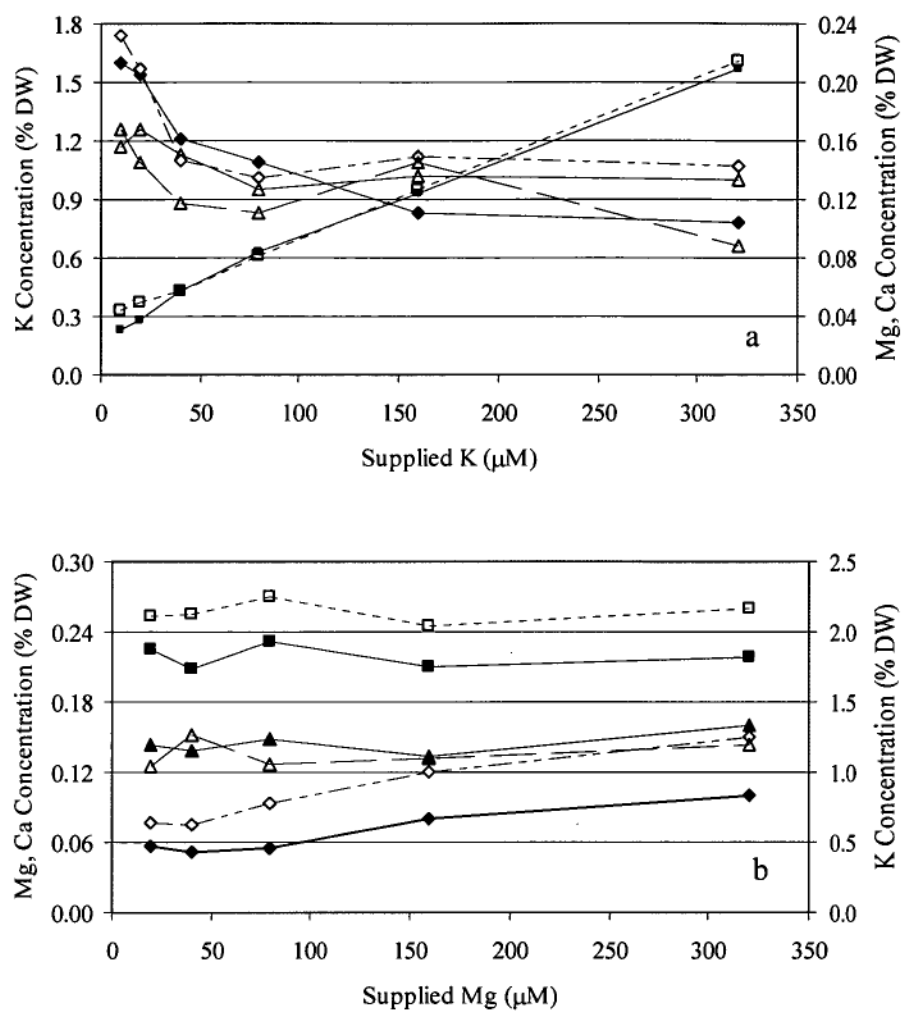 K Concentration (% DW)
1.8
1.5
1.2
0.9
0.6
0.3
0.0
0.24
0.20
0.16
0.12
0.08
0.04
0.00
Mg, Ca Concentration (% DW)
a
0 50 100 150 200 250 300 350
Supplied K (µM)
Mg, Ca Concentration (% DW)
0.30
0.24
0.18
0.12
0.06
0.00
2.5
2.0
1.5
1.0
0.5
0.0
K Concentration (% DW)
b
0 50 100 150 200 250 300 350
Supplied Mg (µM)